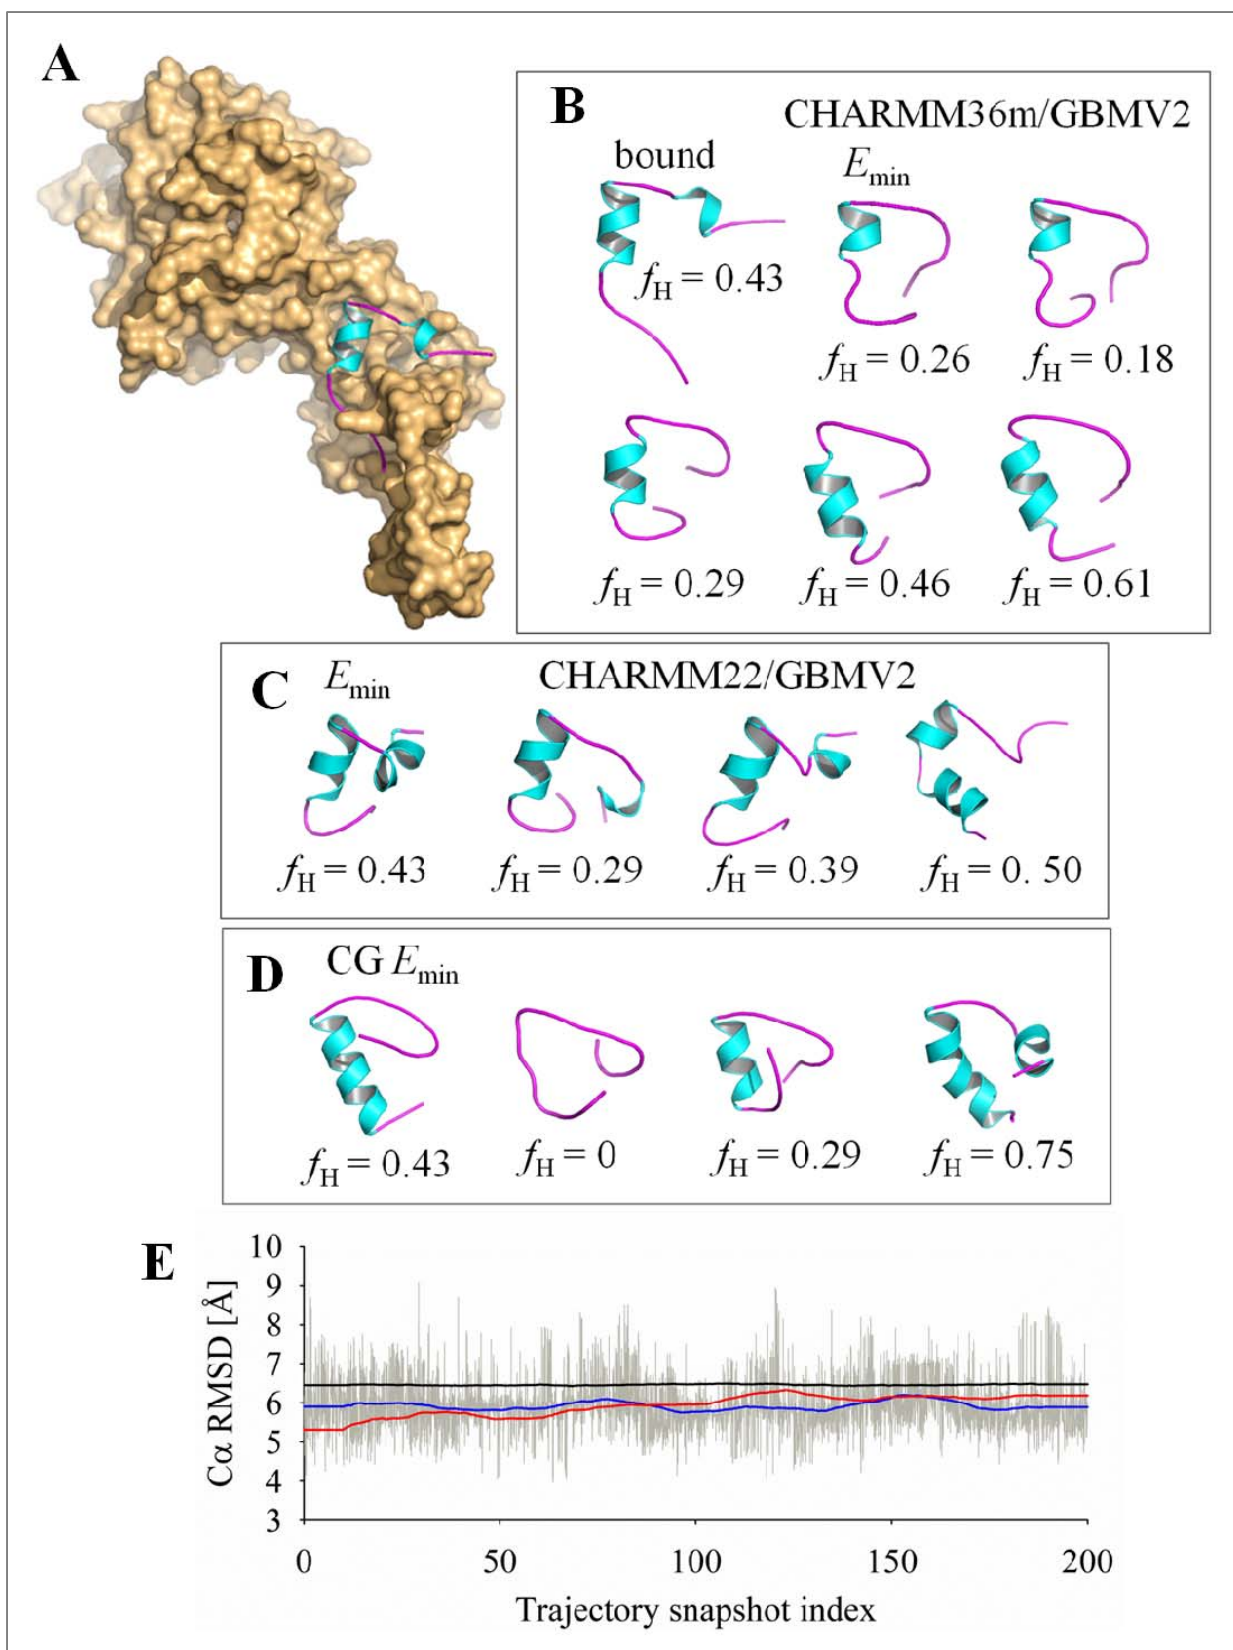 A
B
CHARMM36m/GBMV2
bound
Emin
fH = 0.43
fH = 0.26
fH = 0.18
fH = 0.29
fH = 0.46
fH = 0.61
C
Emin
CHARMM22/GBMV2
fH = 0.43
fH = 0.29
fH = 0.39
fH = 0. 50
D
CG Emin
fH = 0.43
fH = 0
fH = 0.29
fH = 0.75
E
Cα RMSD [Å]
10
9
8
7
6
5
4
3
0 50 100 150 200
Trajectory snapshot index